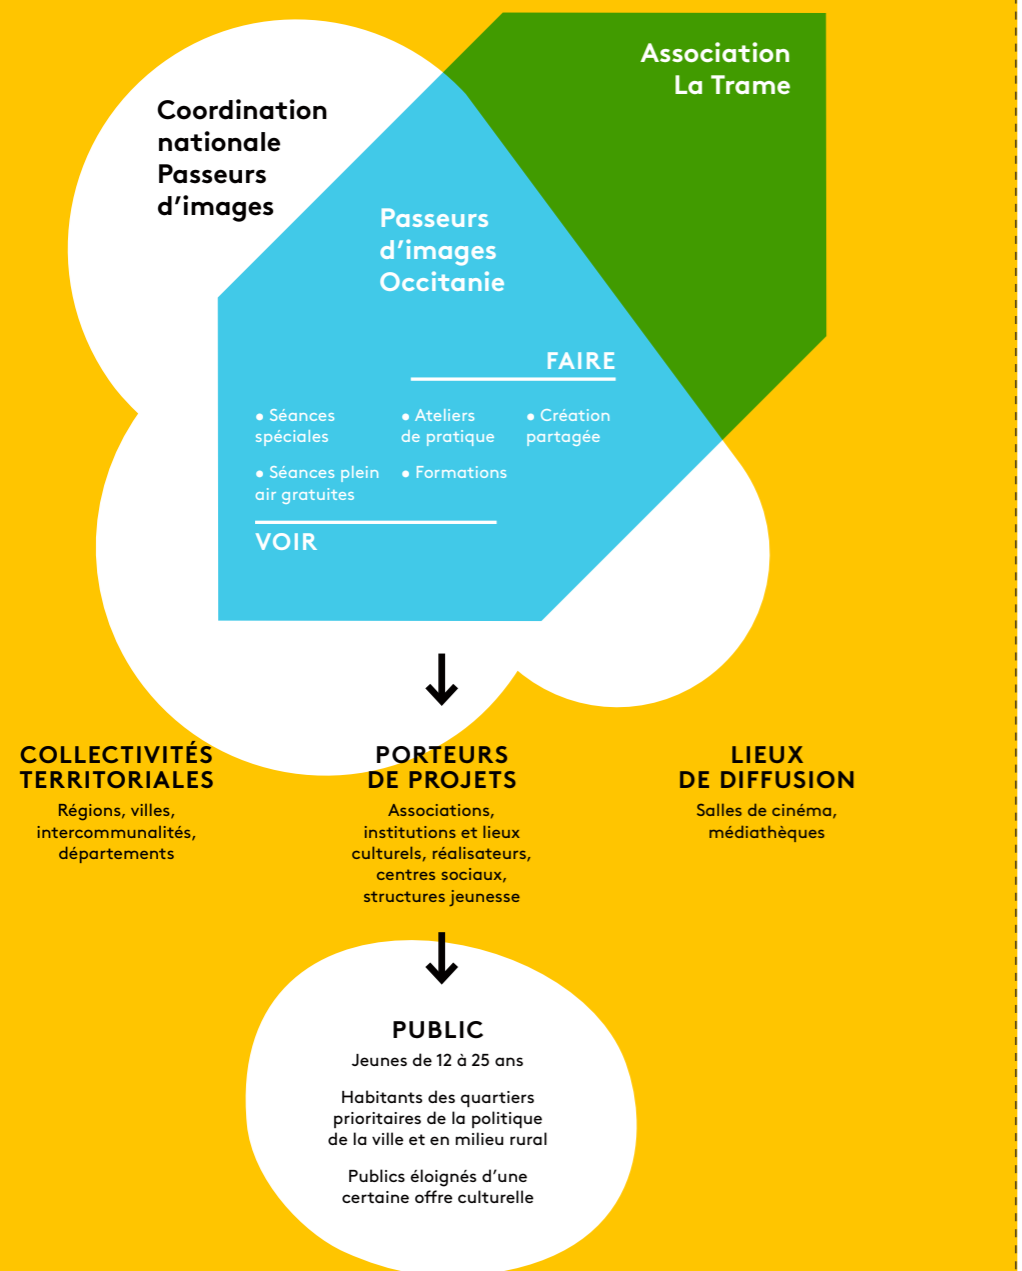 Association
La Trame
Coordination
nationale
Passeurs
d’images
Passeurs
d’images
Occitanie
FAIRE
• Séances
spéciales
• Séances plein
air gratuites
• Ateliers
de pratique
• Formations
• Création
partagée
VOIR
COLLECTIVITÉS
TERRITORIALES
Régions, villes,
intercommunalités,
départements
PORTEURS
DE PROJETS
Associations,
institutions et lieux
culturels, réalisateurs,
centres sociaux,
structures jeunesse
LIEUX
DE DIFFUSION
Salles de cinéma,
médiathèques
PUBLIC
Jeunes de 12 à 25 ans
Habitants des quartiers
prioritaires de la politique
de la ville et en milieu rural
Publics éloignés d’une
certaine offre culturelle